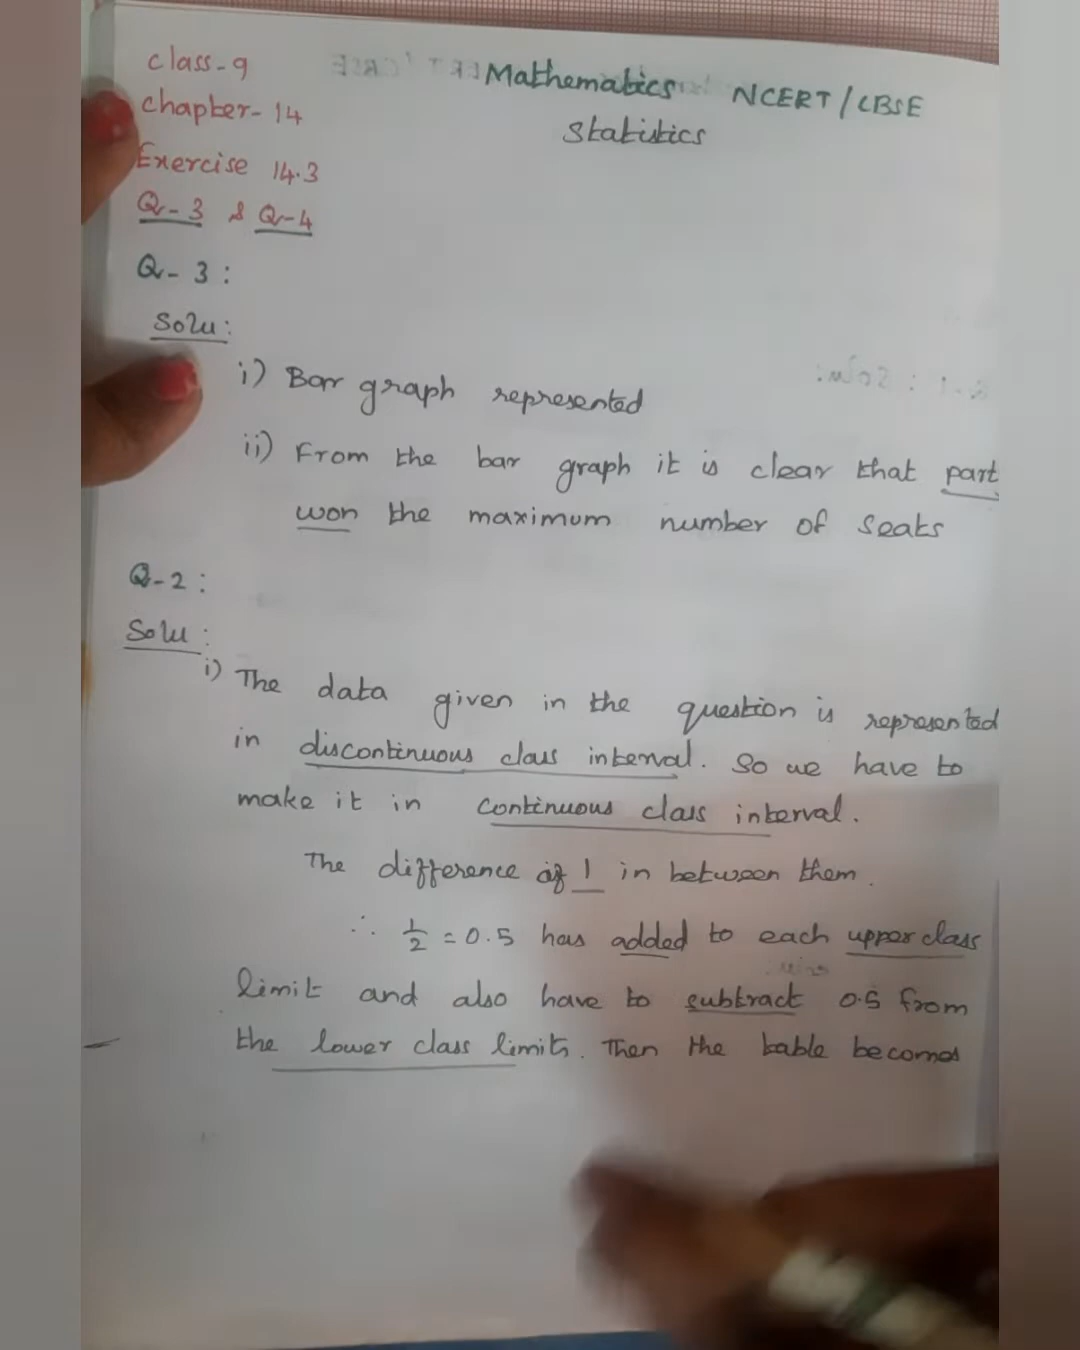 class-9
Mathematics NCERT/CBSE
chapter-14
Statistics
Exercise 14.3
Q-3 & Q-4
Q-3:
Solu:
i) Bar graph represented
ii) From the bar graph it is clear that part
won the maximum number of seats
Q-2:
Solu:
i) The data given in the question is represented
in discontinuous class interval. So we have to
make it in continuous class interval.
The difference of 1 in between them.
∴ 1/2 = 0.5 has added to each upper class
limit and also have to subtract 0.5 from
the lower class limits. Then the table becomes